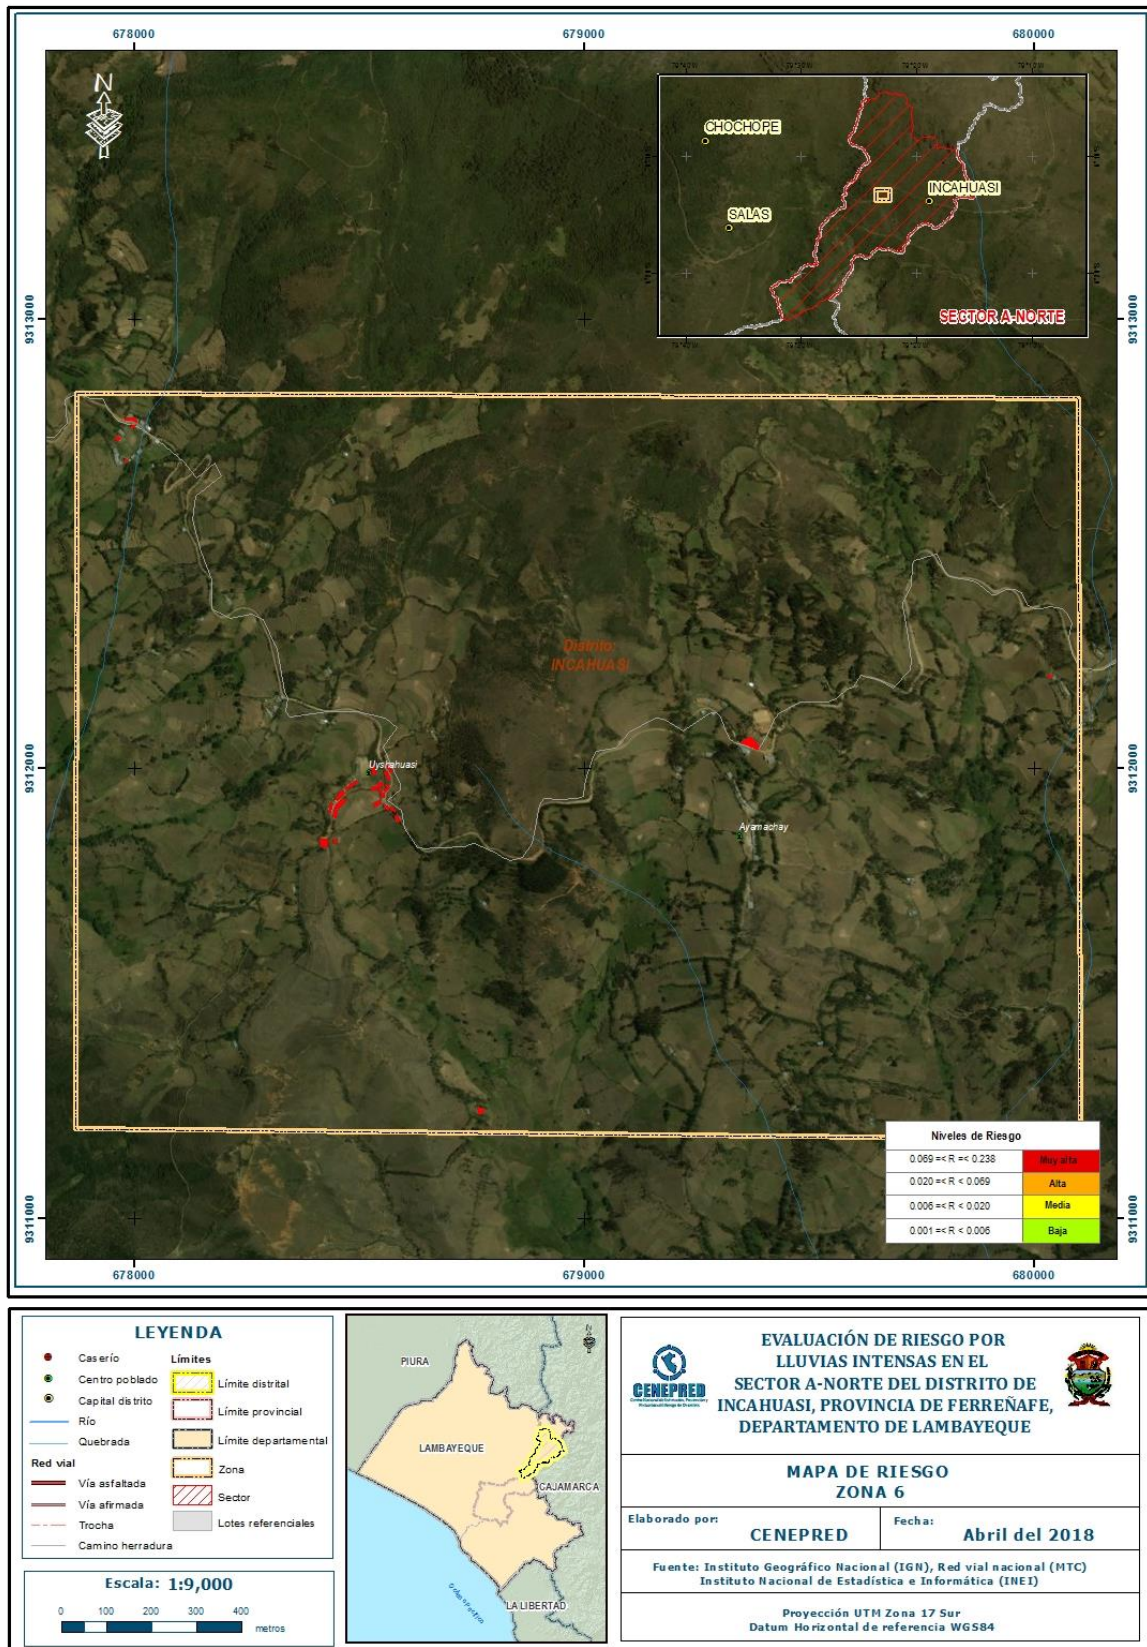 678000
679000
680000
N
CHOCHOPE
SALAS
INCAHUASI
SECTOR A-NORTE
9313000
9313000
Distrito:
INCAHUASI
9312000
9312000
Uyshahuasi
Ayamachay
9311000
9311000
Niveles de Riesgo
0.069 =< R =< 0.238 Muy alta
0.020 =< R < 0.069 Alta
0.006 =< R < 0.020 Media
0.001 =< R < 0.006 Baja
678000
679000
680000
LEYENDA
Caserío
Centro poblado
Capital distrito
Río
Quebrada
Red vial
Vía asfaltada
Vía afirmada
Trocha
Camino herradura
Límites
Límite distrital
Límite provincial
Límite departamental
Zona
Sector
Lotes referenciales
Escala: 1:9,000
0 100 200 300 400
metros
PIURA
LAMBAYEQUE
CAJAMARCA
LA LIBERTAD
CENEPRED
EVALUACIÓN DE RIESGO POR
LLUVIAS INTENSAS EN EL
SECTOR A-NORTE DEL DISTRITO DE
INCAHUASI, PROVINCIA DE FERREÑAFE,
DEPARTAMENTO DE LAMBAYEQUE
MAPA DE RIESGO
ZONA 6
Elaborado por:
CENEPRED
Fecha:
Abril del 2018
Fuente: Instituto Geográfico Nacional (IGN), Red vial nacional (MTC)
Instituto Nacional de Estadística e Informática (INEI)
Proyección UTM Zona 17 Sur
Datum Horizontal de referencia WGS84